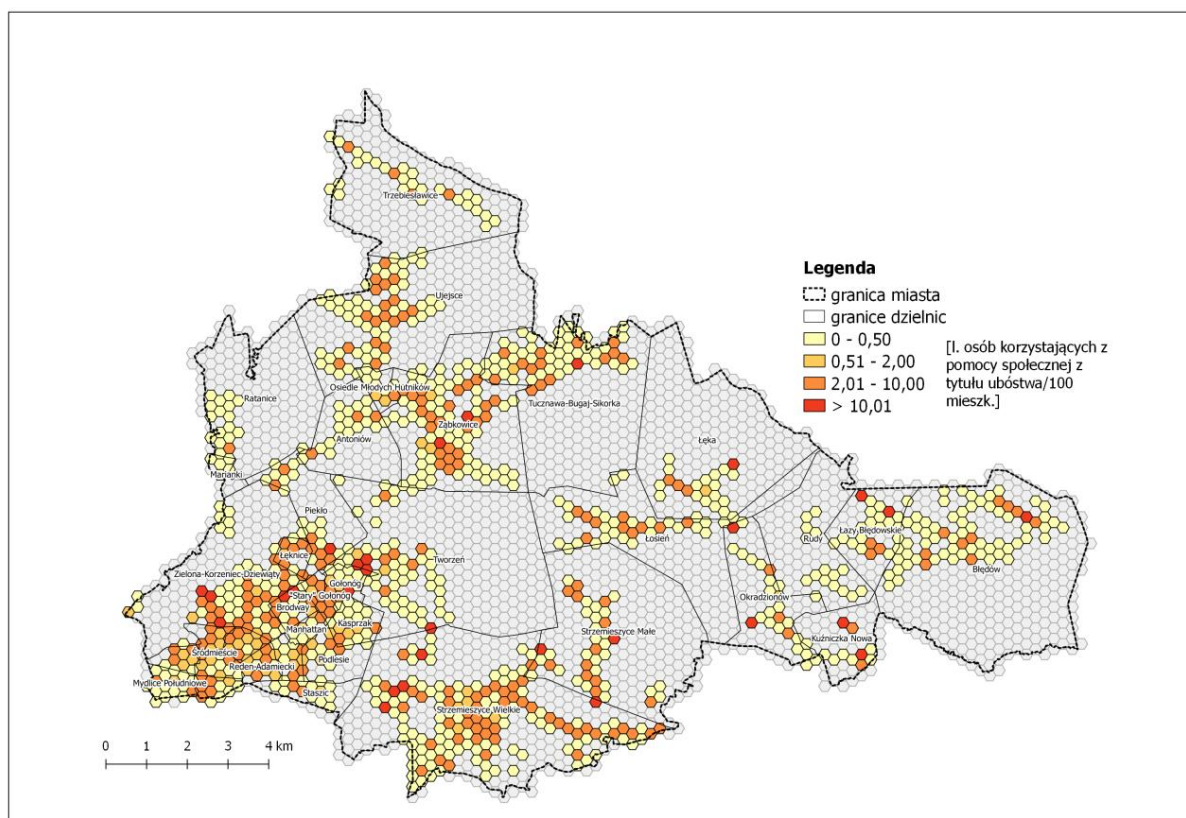 Trzebiesławice
Ujejsce
Legenda
granica miasta
granice dzielnic
0 - 0,50
0,51 - 2,00
2,01 - 10,00
> 10,01
[l. osób korzystających z
pomocy społecznej z
tytułu ubóstwa/100
mieszk.]
Osiedle Młodych Hutników
Ratanice
Tucznawa-Bugaj-Sikorka
Ząbkowice
Antoniów
Łęka
Marianki
Piekło
Łosień
Rudy
Łazy Błędowskie
Łęknice
Tworzeń
Błędów
Zielona-Korzeniec-Dziewiąty
Gołonóg
"Stary" Gołonóg
Okradzionów
Brodway
Kasprzak
Manhattan
Strzemieszyce Małe
Kuźniczka Nowa
Śródmieście
Podlesie
Reden-Adamiecki
Mydlice Południowe
Staszic
Strzemieszyce Wielkie
0 1 2 3 4 km